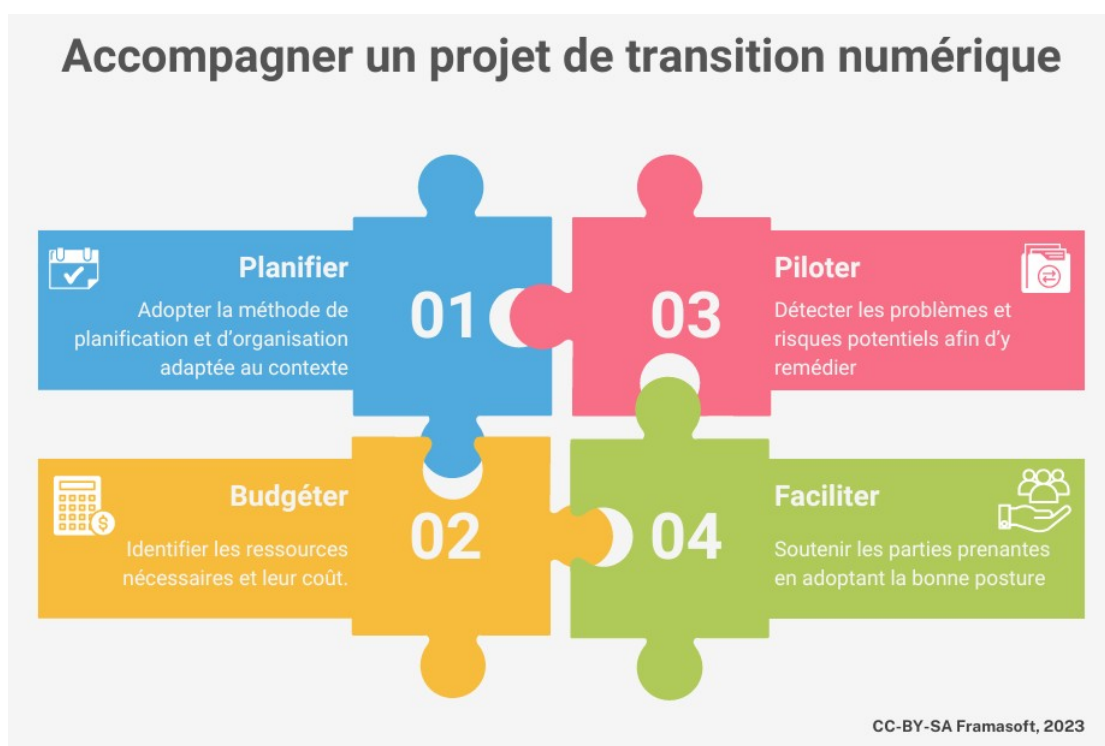 Accompagner un projet de transition numérique
01
Planifier
Adopter la méthode de
planification et d'organisation
adaptée au contexte
02
Budgéter
Identifier les ressources
nécessaires et leur coût.
03
Piloter
Détecter les problèmes et
risques potentiels afin d'y
remédier
04
Faciliter
Soutenir les parties prenantes
en adoptant la bonne posture
CC-BY-SA Framasoft, 2023